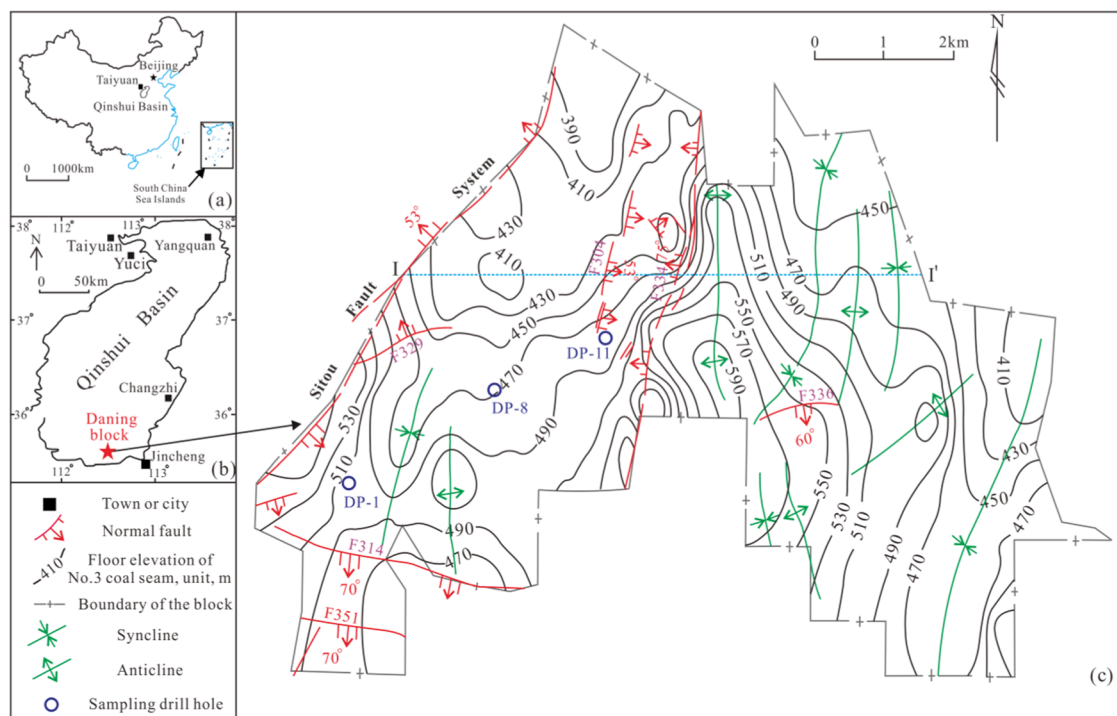 Beijing
Taiyuan
Qinshui Basin
0 1000km
South China
Sea Islands
(a)
112° 113° 38°
N
Taiyuan Yangquan
Yuci
0 50km
37°
Qinshui Basin
Changzhi
36°
Daning
block
Jincheng
112° 113°
(b)
Town or city
Normal fault
410 Floor elevation of
No.3 coal seam, unit, m
Boundary of the block
Syncline
Anticline
Sampling drill hole
0 1 2km
N
Sitou Fault System
53°
I I'
390
410
430
410
430
450
470
490
F304
53°
F334
75°
F329
DP-11
DP-8
DP-1
530
510
490
470
F314
70°
F351
70°
450
470
510
490
550
570
590
F336
60°
550
530
510
490
470
410
430
450
470
(c)